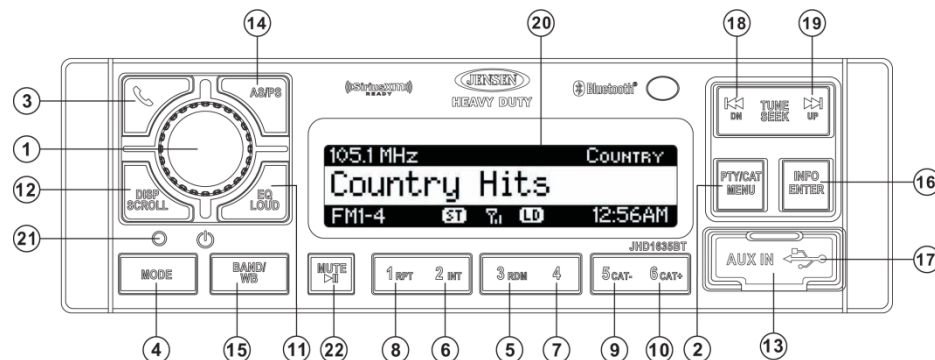 14
20
18
19
3
AS/PS
((SiriusXM))
READY
JENSEN
HEAVY DUTY
Bluetooth®
DN
TUNE
SEEK
UP
1
105.1 MHz
COUNTRY
Country Hits
FM1-4
ST
LD
12:56AM
PTY/CAT
MENU
INFO
ENTER
16
12
DISP
SCROLL
EQ
LOUD
21
JHD1635BT
MODE
BAND/
WB
MUTE
1 RPT
2 INT
3 RDM
4
5 CAT-
6 CAT+
AUX IN
17
4
15
11
22
8
6
5
7
9
10
2
13